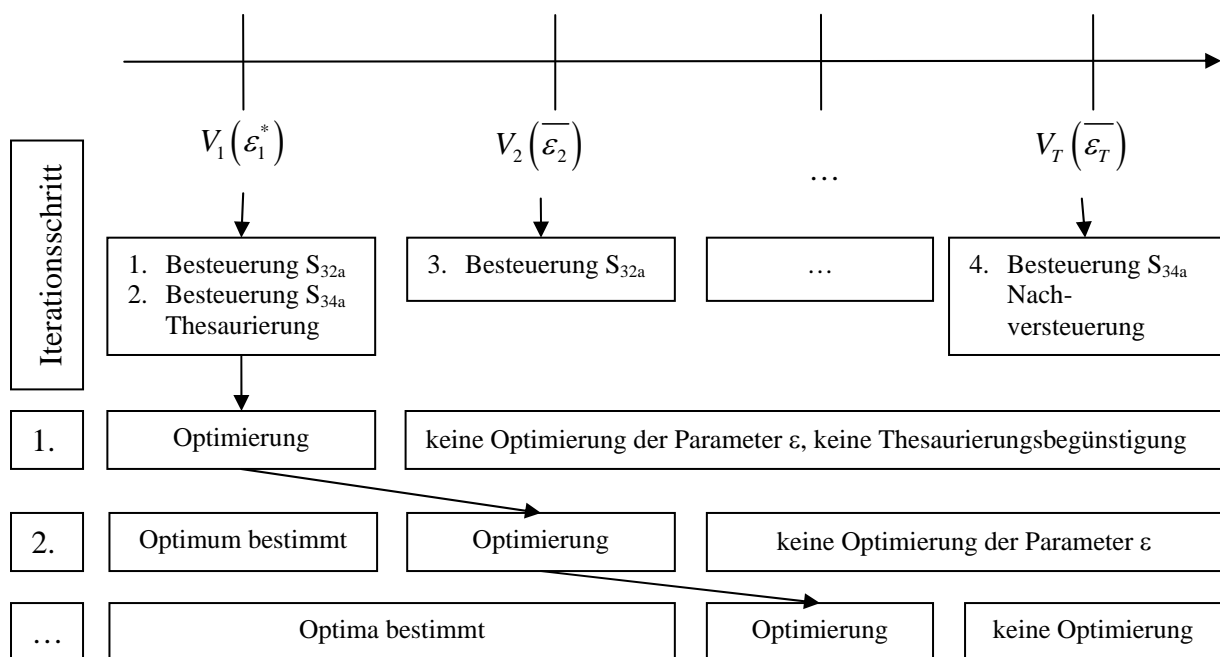 V₁(ε₁*)
V₂(ε̅₂)
…
V_T(ε̅_T)
Iterationsschritt
1. Besteuerung S₃₂ₐ
2. Besteuerung S₃₄ₐ
Thesaurierung
3. Besteuerung S₃₂ₐ
…
4. Besteuerung S₃₄ₐ
Nach-
versteuerung
1.
Optimierung
keine Optimierung der Parameter ε, keine Thesaurierungsbegünstigung
2.
Optimum bestimmt
Optimierung
keine Optimierung der Parameter ε
…
Optima bestimmt
Optimierung
keine Optimierung